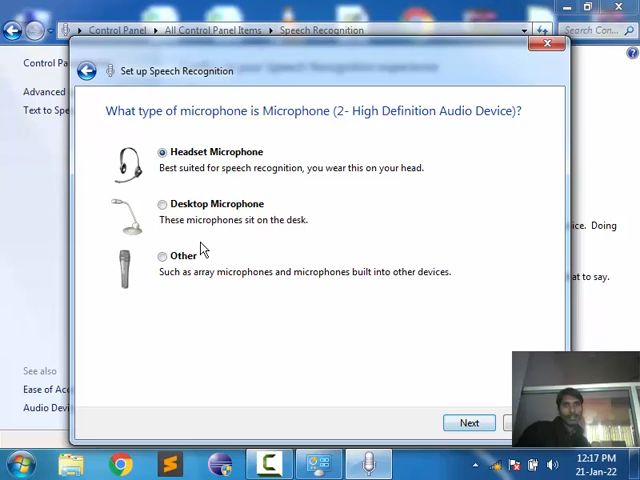 Control Panel ▸ All Control Panel Items ▸ Speech Recognition
Search Con...
Control Pan
Set up Speech Recognition
Advanced
Text to Spe
What type of microphone is Microphone (2- High Definition Audio Device)?
Headset Microphone
Best suited for speech recognition, you wear this on your head.
Desktop Microphone
These microphones sit on the desk.
ice. Doing
Other
Such as array microphones and microphones built into other devices.
at to say.
See also
Ease of Acc
Audio Devi
Next
12:17 PM
21-Jan-22